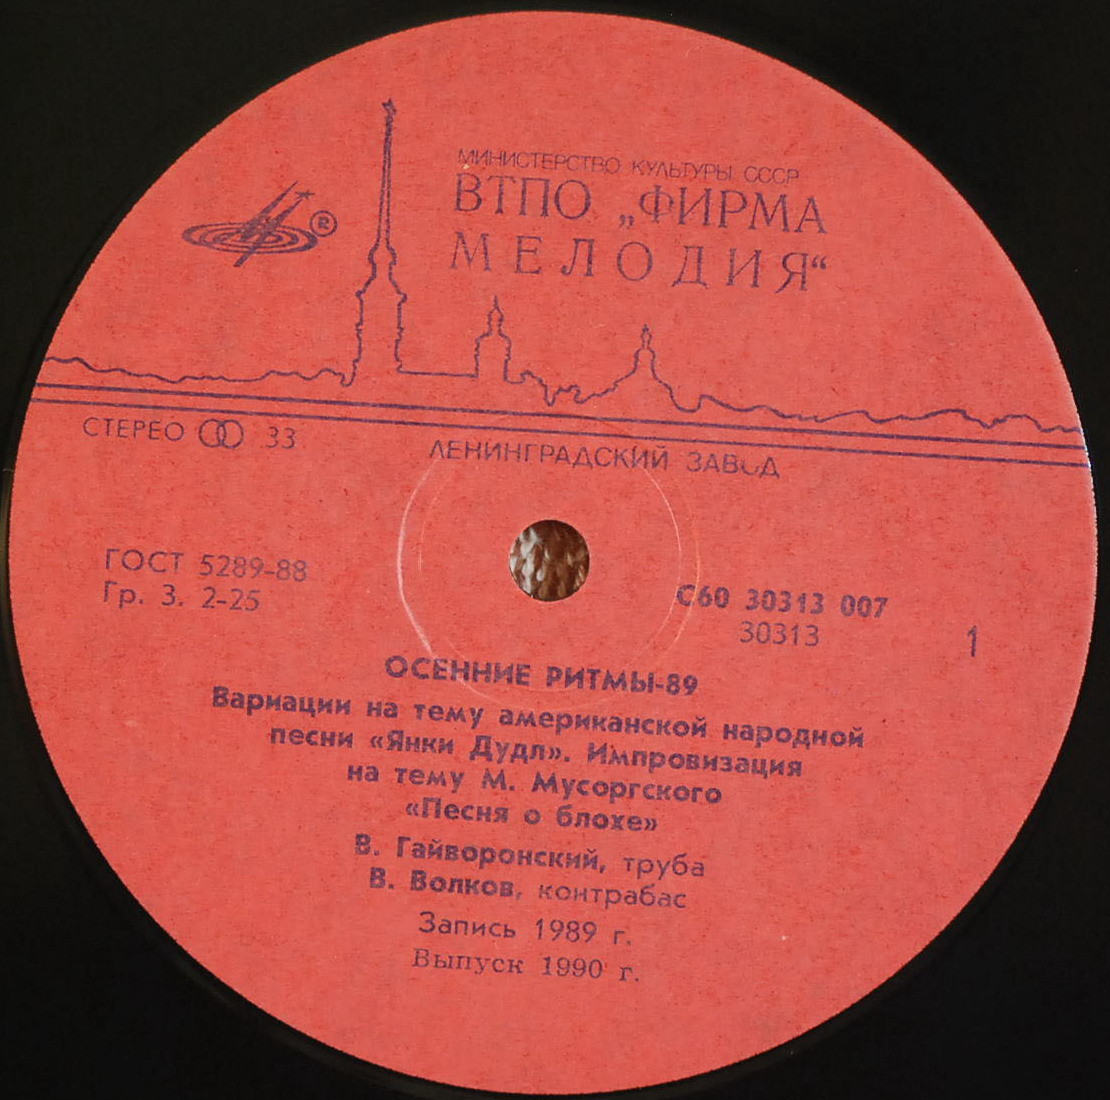 МИНИСТЕРСТВО КУЛЬТУРЫ СССР
ВТПО „ФИРМА
МЕЛОДИЯ“
®
СТЕРЕО 33
ЛЕНИНГРАДСКИЙ ЗАВОД
ГОСТ 5289-88
Гр. 3. 2-25
С60 30313 007
30313
1
ОСЕННИЕ РИТМЫ-89
Вариации на тему американской народной
песни «Янки Дудл». Импровизация
на тему М. Мусоргского
«Песня о блохе»
В. Гайворонский, труба
В. Волков, контрабас
Запись 1989 г.
Выпуск 1990 г.